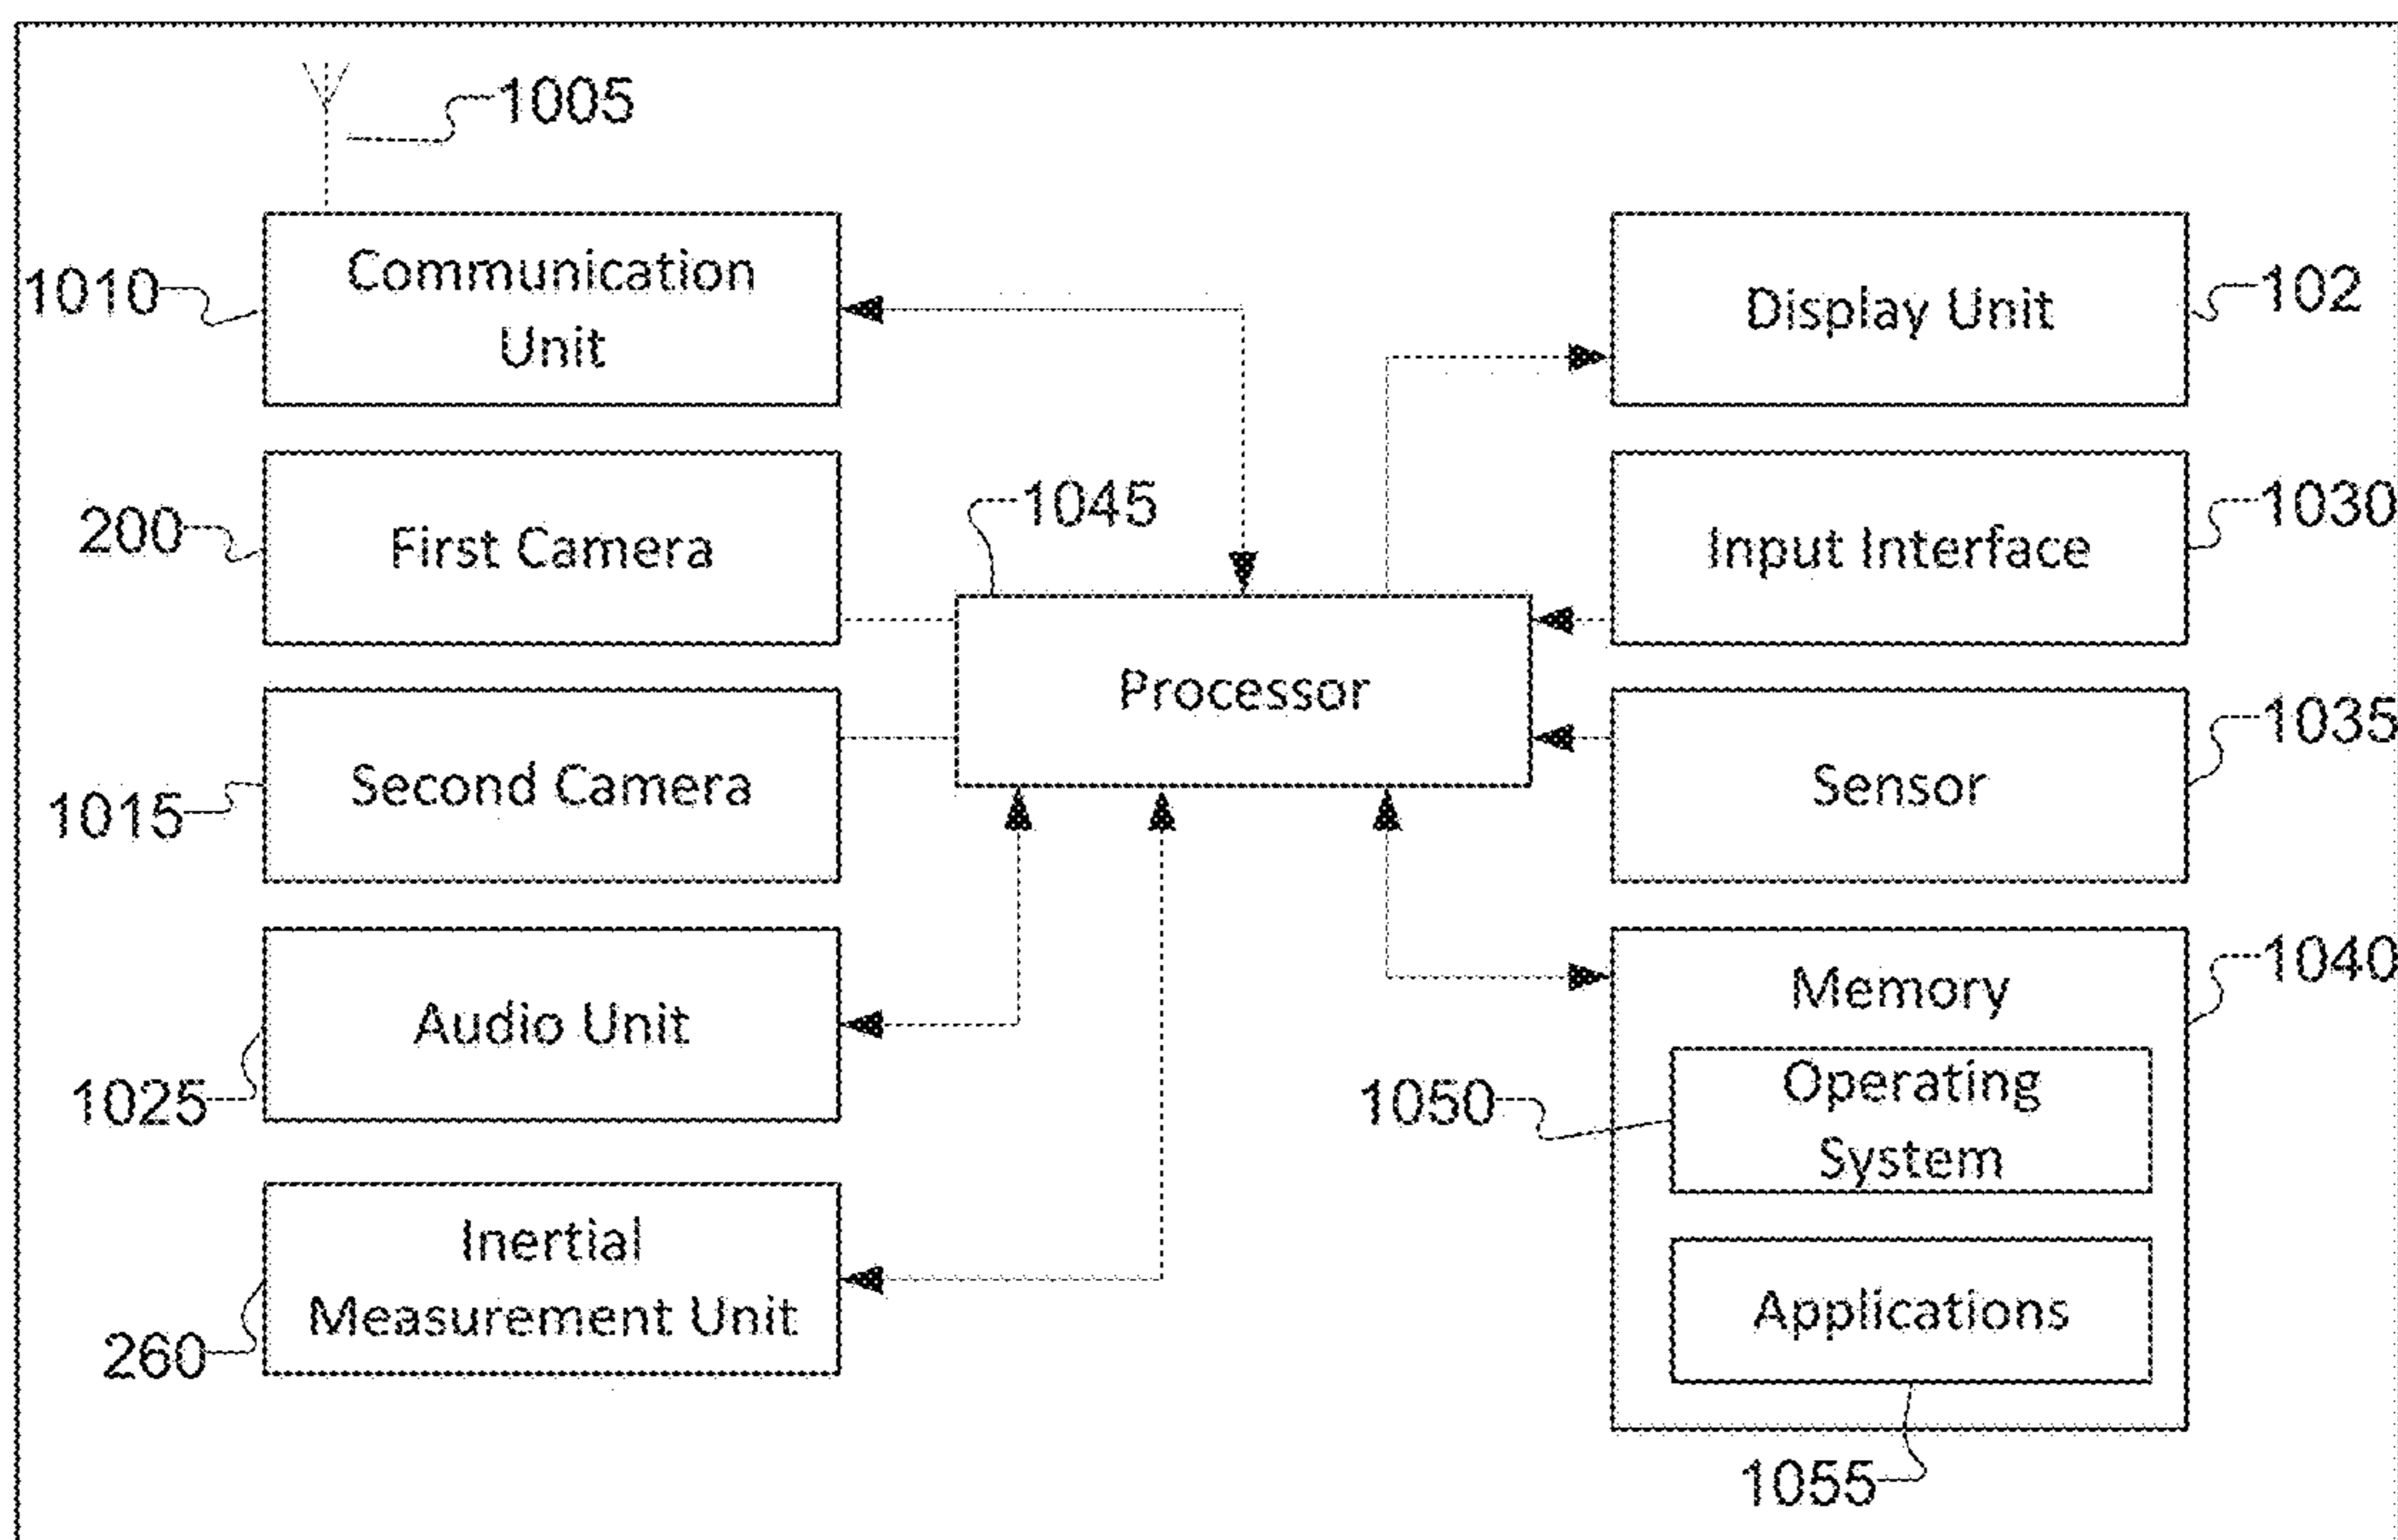 1005
1010
Communication
Unit
Display Unit
102
200
First Camera
1045
Input Interface
1030
Processor
1015
Second Camera
Sensor
1035
Audio Unit
1025
Memory
1040
1050
Operating
System
Inertial
Measurement Unit
260
Applications
1055